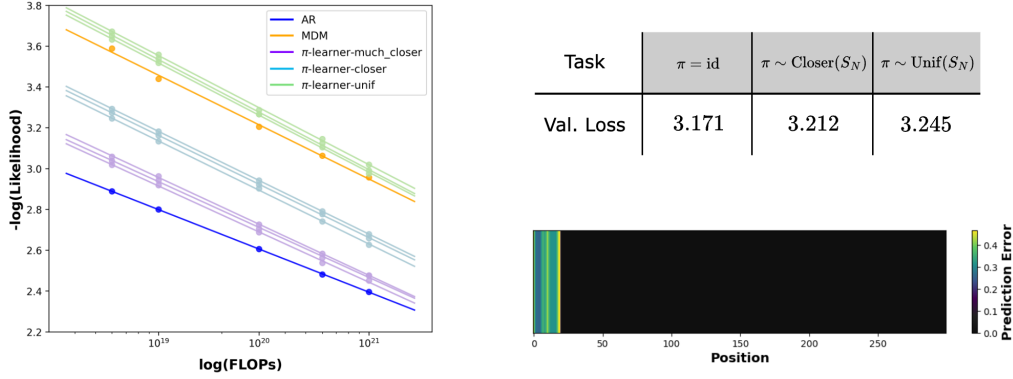 3.8
3.6
3.4
3.2
3.0
2.8
2.6
2.4
2.2
-log(Likelihood)
AR
MDM
π-learner-much_closer
π-learner-closer
π-learner-unif
10^19
10^20
10^21
log(FLOPs)
Task π = id π ∼ Closer(S_N) π ∼ Unif(S_N)
Val. Loss 3.171 3.212 3.245
0 50 100 150 200 250
Position
0.4
0.3
0.2
0.1
0.0
Prediction Error